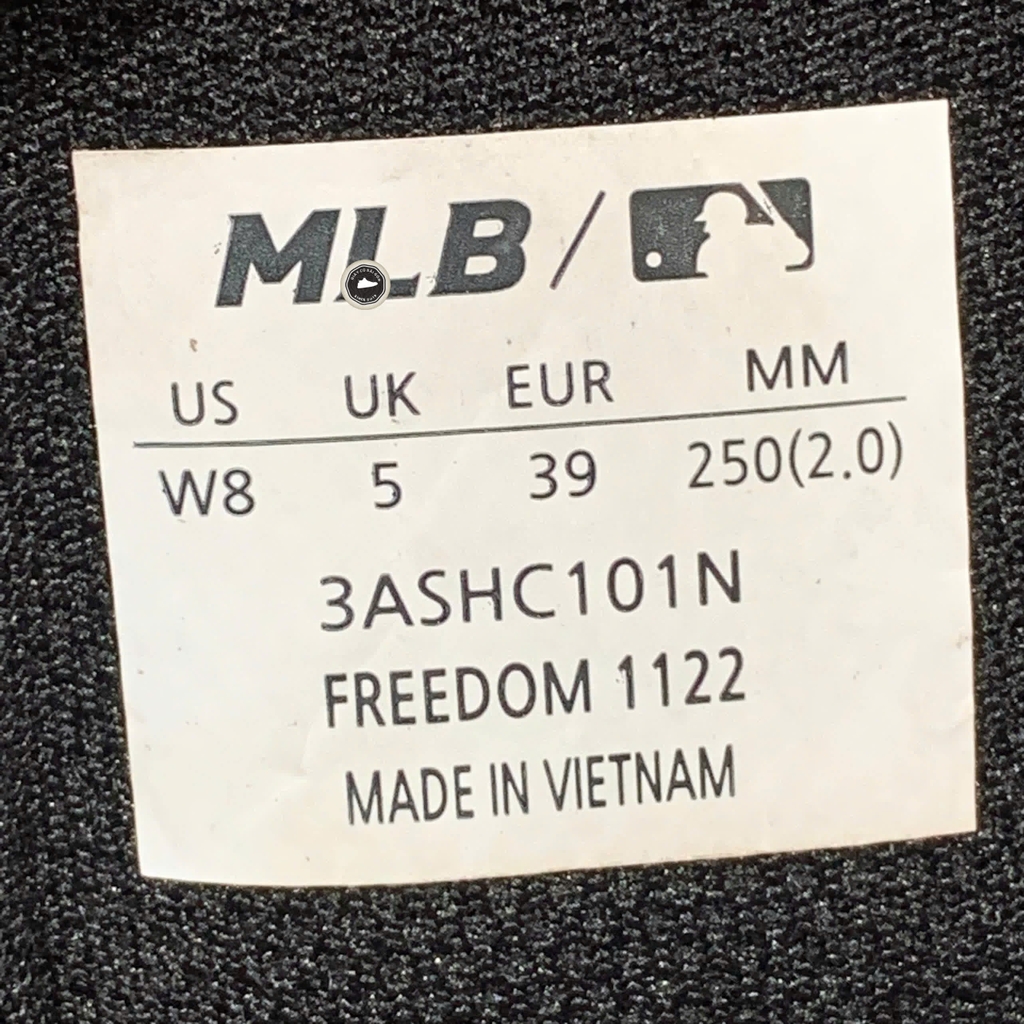 MLB /
US UK EUR MM
W8 5 39 250(2.0)
3ASHC101N
FREEDOM 1122
MADE IN VIETNAM